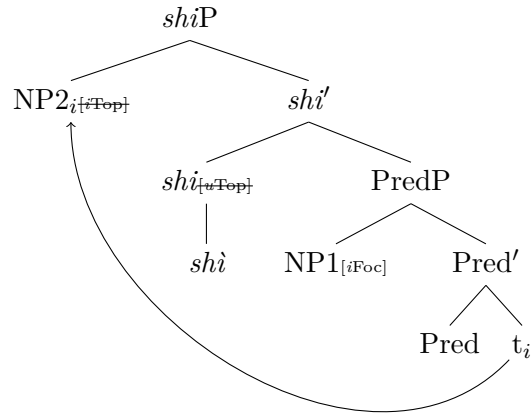 shiP
NP2i[iTop] shi′
shi[uTop] PredP
shì NP1[iFoc] Pred′
Pred ti